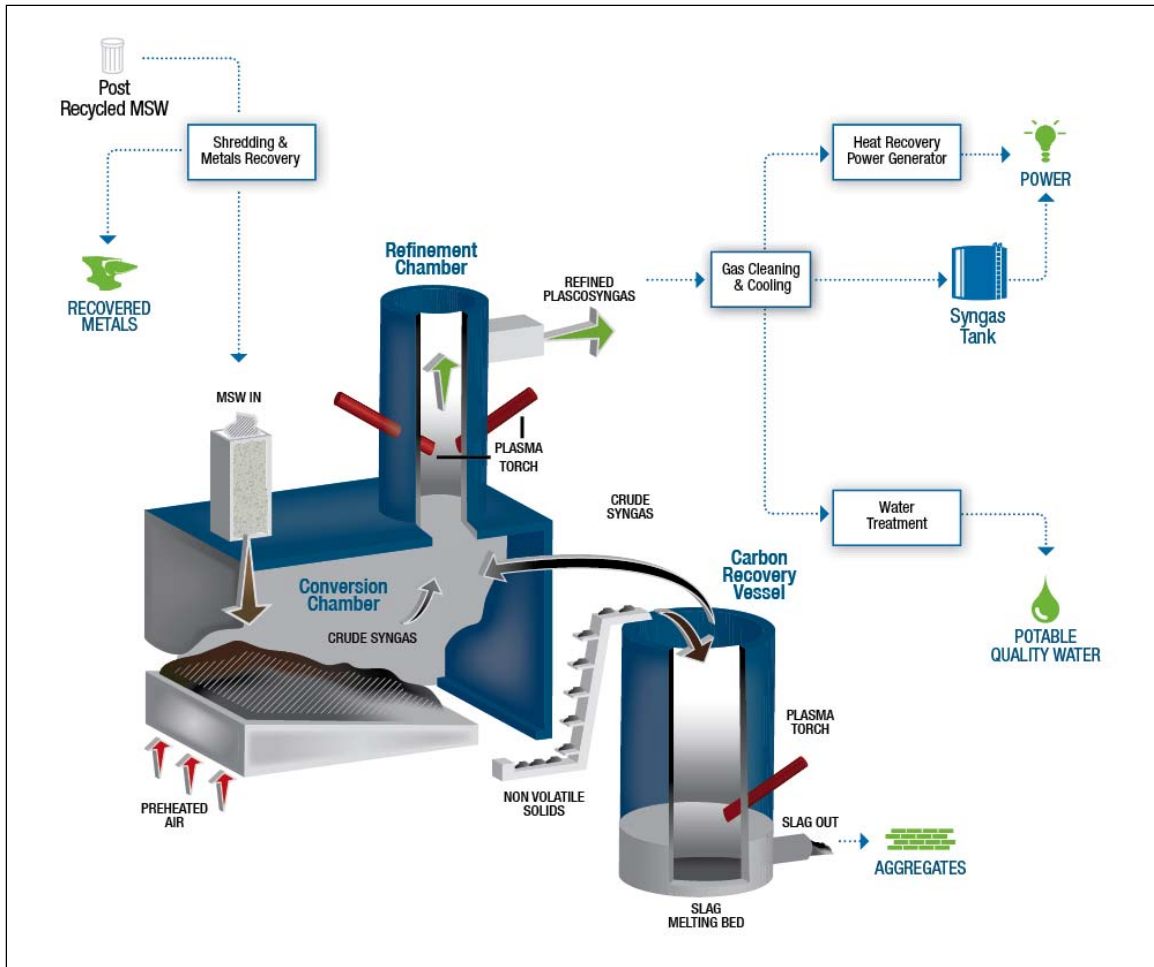 Post
Recycled MSW
Shredding &
Metals Recovery
RECOVERED
METALS
MSW IN
Refinement
Chamber
REFINED
PLASCOSYNGAS
PLASMA
TORCH
Gas Cleaning
& Cooling
Heat Recovery
Power Generator
POWER
Syngas
Tank
Water
Treatment
POTABLE
QUALITY WATER
Conversion
Chamber
CRUDE SYNGAS
CRUDE
SYNGAS
Carbon
Recovery
Vessel
PREHEATED
AIR
NON VOLATILE
SOLIDS
PLASMA
TORCH
SLAG OUT
AGGREGATES
SLAG
MELTING BED